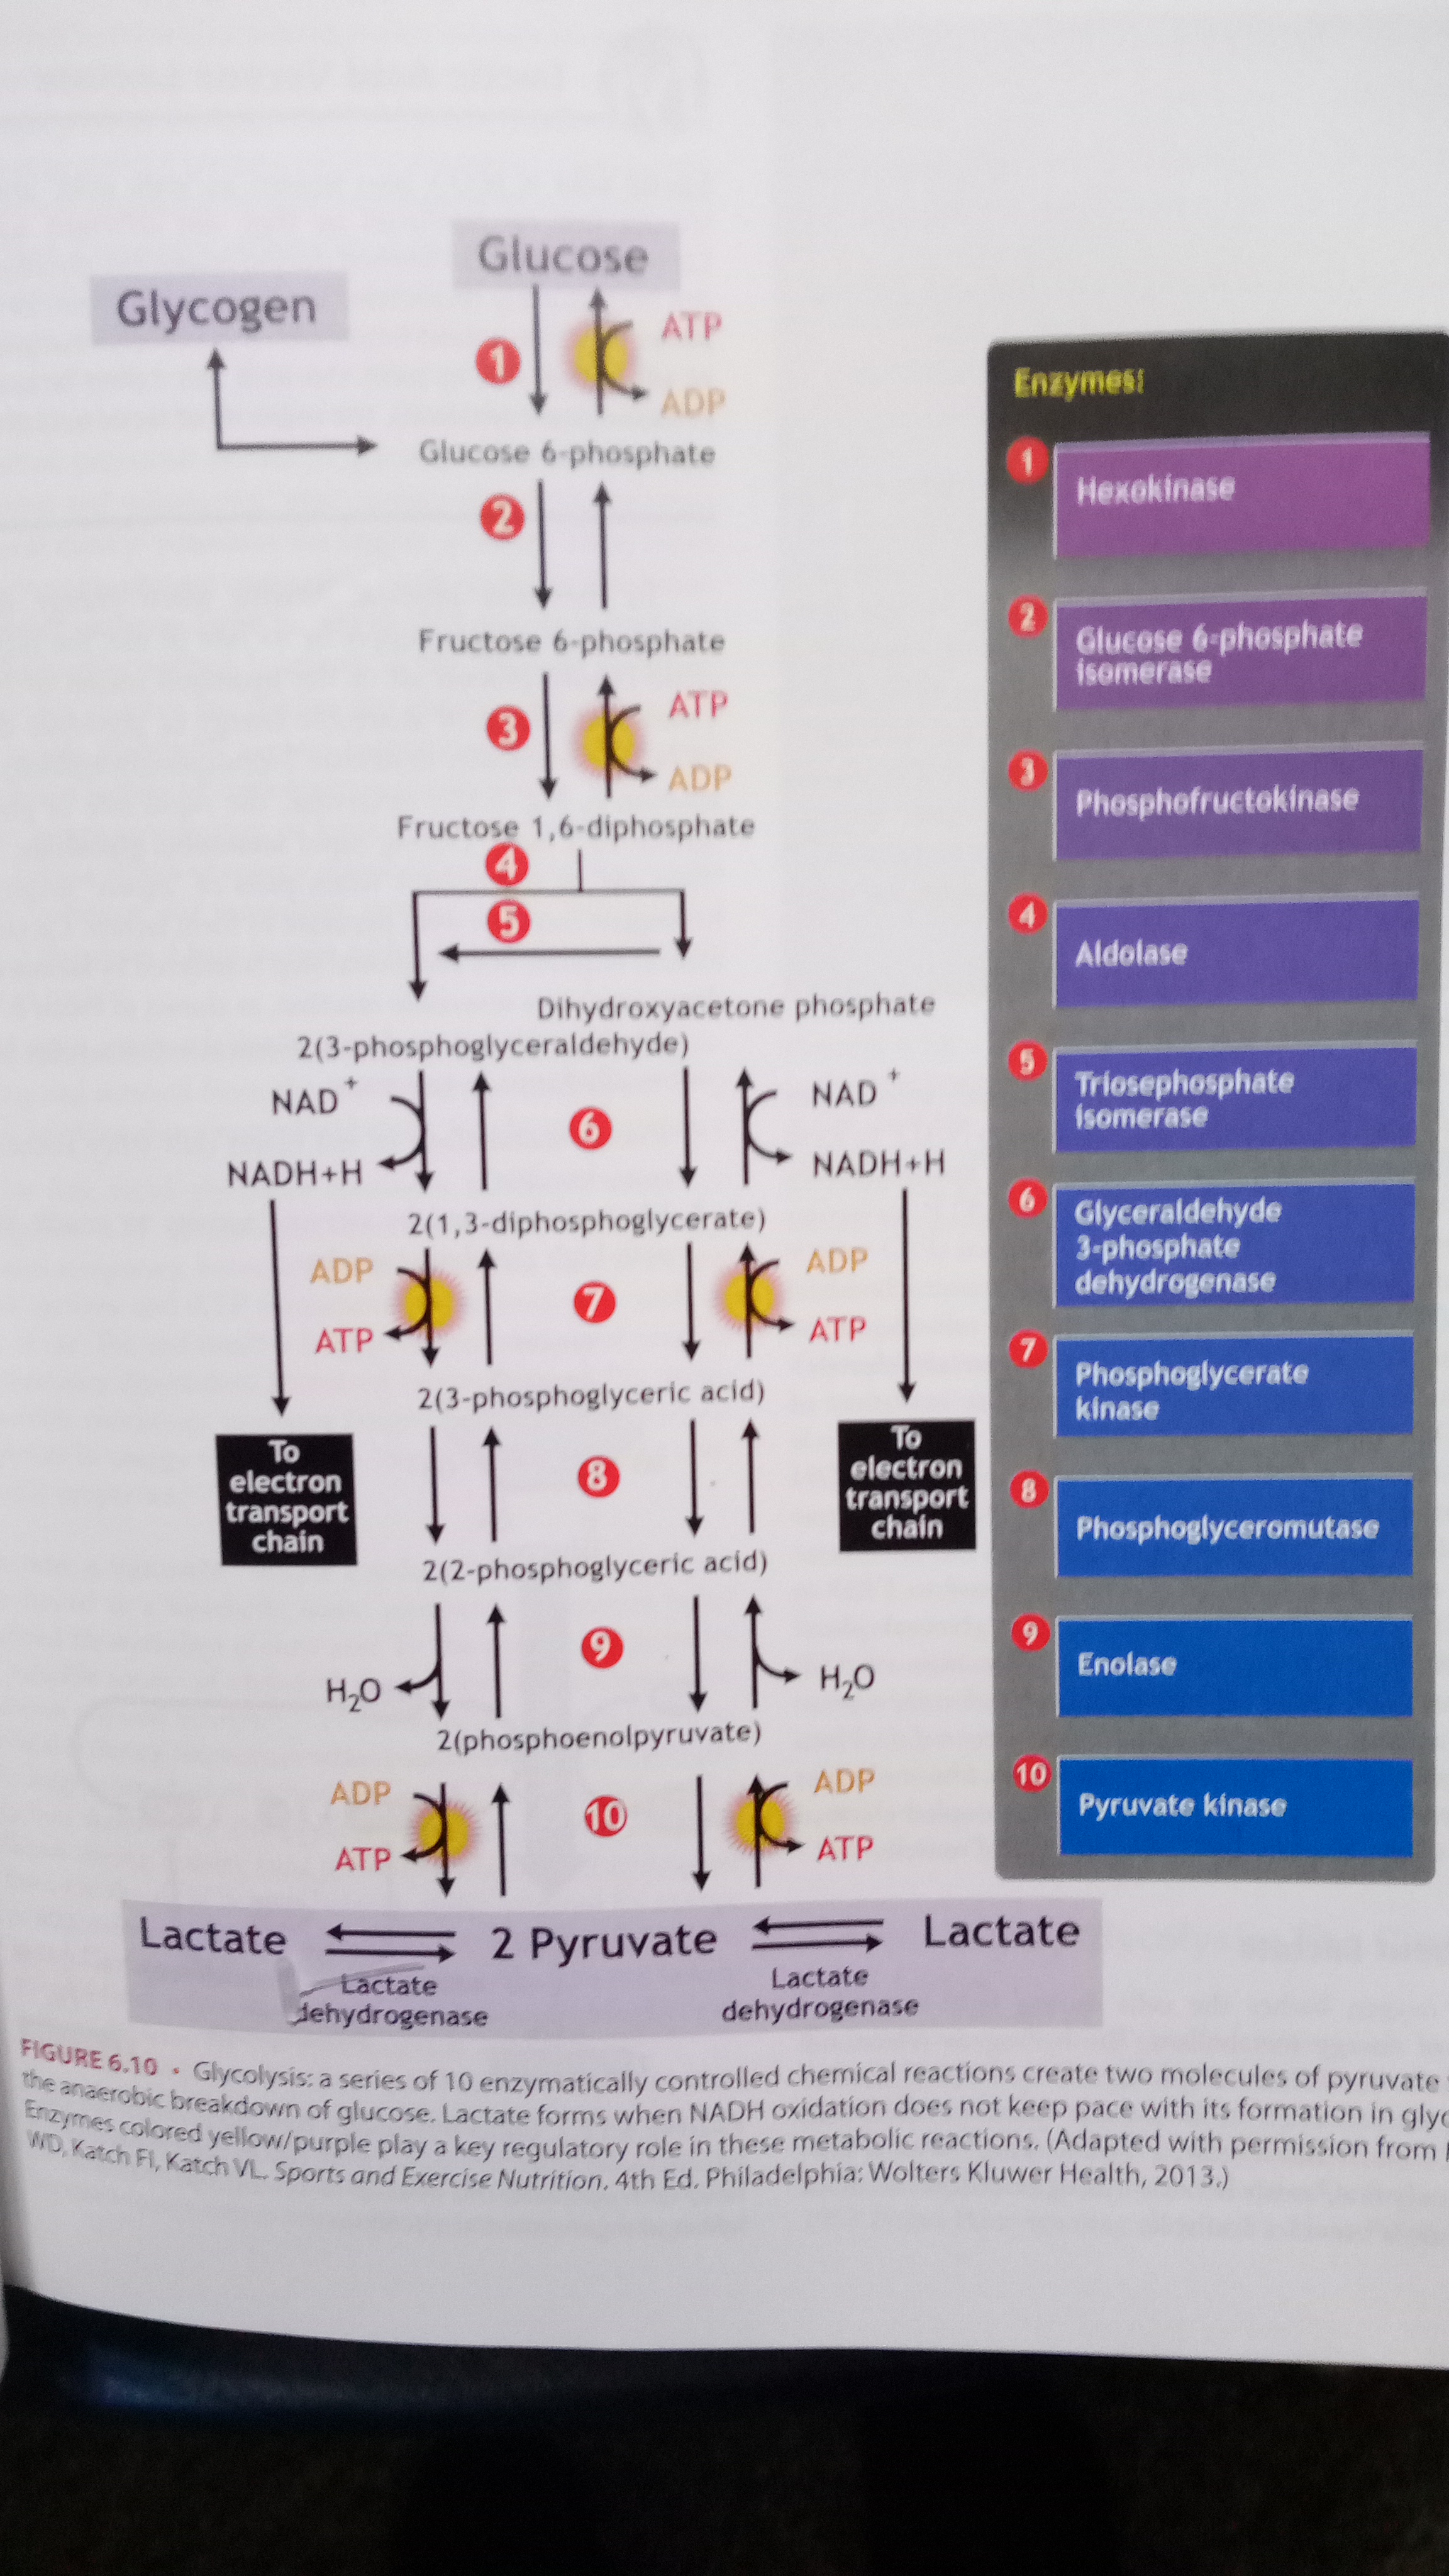 Glucose
Glycogen
ATP
1
ADP
Glucose 6-phosphate
2
Fructose 6-phosphate
ATP
3
ADP
Fructose 1,6-diphosphate
4
5
Dihydroxyacetone phosphate
2(3-phosphoglyceraldehyde)
NAD+ NAD+
6
NADH+H NADH+H
2(1,3-diphosphoglycerate)
ADP ADP
7
ATP ATP
2(3-phosphoglyceric acid)
To electron transport chain
8
To electron transport chain
2(2-phosphoglyceric acid)
9
H2O H2O
2(phosphoenolpyruvate)
ADP ADP
10
ATP ATP
Lactate 2 Pyruvate Lactate
Lactate Lactate
dehydrogenase dehydrogenase
Enzymes:
1 Hexokinase
2 Glucose 6-phosphate
isomerase
3 Phosphofructokinase
4 Aldolase
5 Triosephosphate
isomerase
6 Glyceraldehyde
3-phosphate
dehydrogenase
7 Phosphoglycerate
kinase
8 Phosphoglyceromutase
9 Enolase
10 Pyruvate kinase
FIGURE 6.10 • Glycolysis: a series of 10 enzymatically controlled chemical reactions create two molecules of pyruvate
the anaerobic breakdown of glucose. Lactate forms when NADH oxidation does not keep pace with its formation in
Enzymes colored yellow/purple play a key regulatory role in these metabolic reactions. (Adapted with permission from
WD, Katch FI, Katch VL. Sports and Exercise Nutrition. 4th Ed. Philadelphia: Wolters Kluwer Health, 2013.)